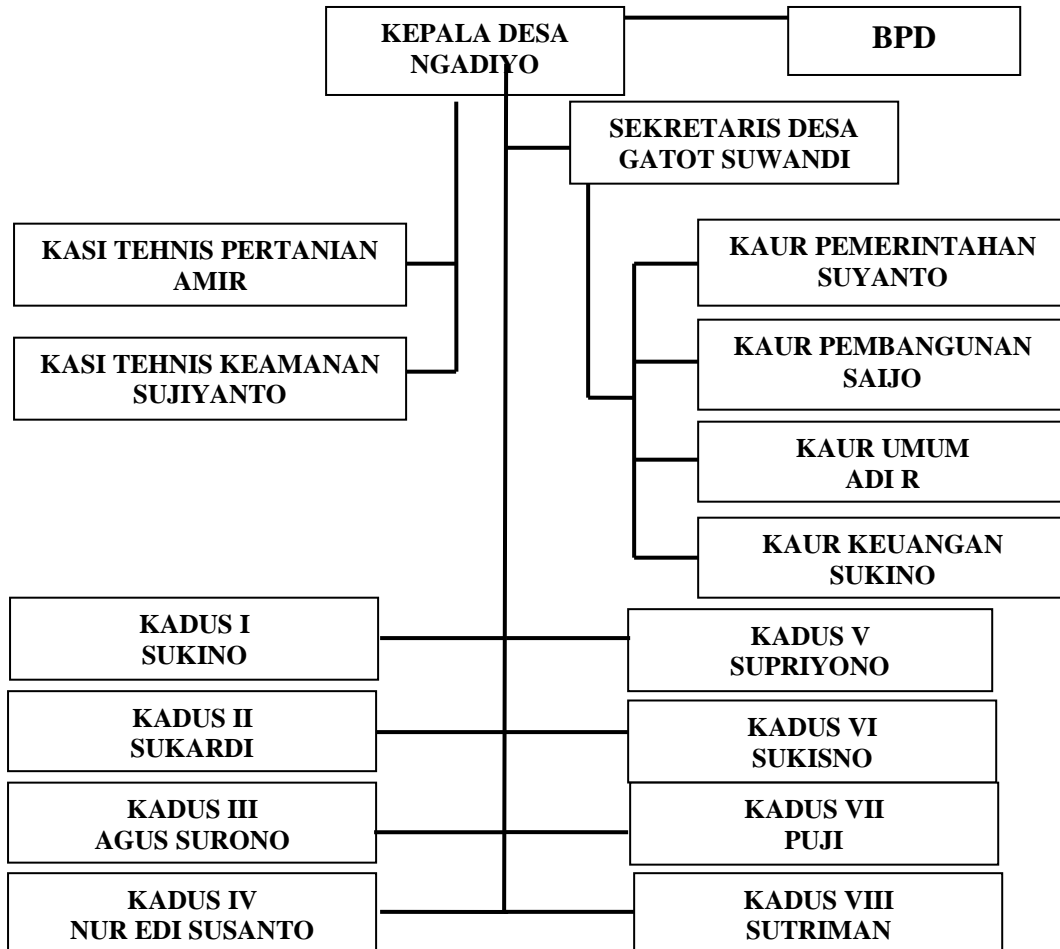 KEPALA DESA
NGADIYO
BPD
SEKRETARIS DESA
GATOT SUWANDI
KASI TEHNIS PERTANIAN
AMIR
KAUR PEMERINTAHAN
SUYANTO
KASI TEHNIS KEAMANAN
SUJIYANTO
KAUR PEMBANGUNAN
SAIJO
KAUR UMUM
ADI R
KAUR KEUANGAN
SUKINO
KADUS I
SUKINO
KADUS V
SUPRIYONO
KADUS II
SUKARDI
KADUS VI
SUKISNO
KADUS III
AGUS SURONO
KADUS VII
PUJI
KADUS IV
NUR EDI SUSANTO
KADUS VIII
SUTRIMAN